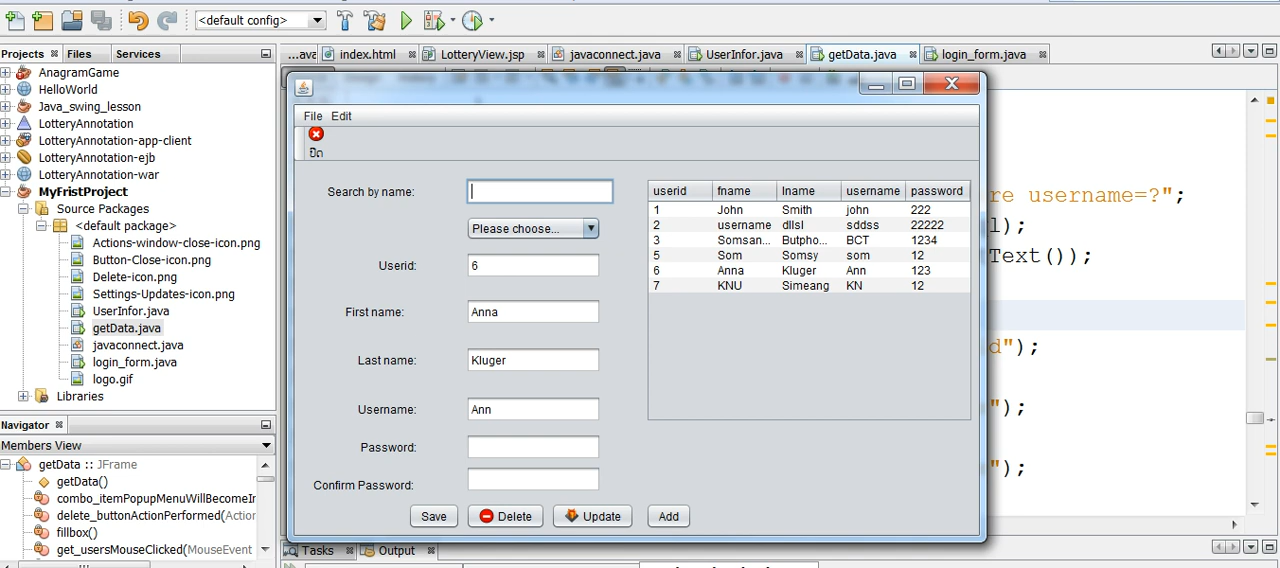 <default config>
Projects
Files
Services
...ava
index.html
LotteryView.jsp
javaconnect.java
UserInfor.java
getData.java
login_form.java
AnagramGame
HelloWorld
Java_swing_lesson
LotteryAnnotation
LotteryAnnotation-app-client
LotteryAnnotation-ejb
LotteryAnnotation-war
MyFristProject
Source Packages
<default package>
Actions-window-close-icon.png
Button-Close-icon.png
Delete-icon.png
Settings-Updates-icon.png
UserInfor.java
getData.java
javaconnect.java
login_form.java
logo.gif
Libraries
Navigator
Members View
getData :: JFrame
getData()
combo_itemPopupMenuWillBecomeIr
delete_buttonActionPerformed(Action
fillbox()
get_usersMouseClicked(MouseEvent
File Edit
ປິດ
Search by name:
Please choose...
Userid: 6
First name: Anna
Last name: Kluger
Username: Ann
Password:
Confirm Password:
Save Delete Update Add
userid fname lname username password
1 John Smith john 222
2 username dllsl sddss 22222
3 Somsan... Butpho... BCT 1234
5 Som Somsy som 12
6 Anna Kluger Ann 123
7 KNU Simeang KN 12
re username=?";
l);
Text());
d");
");
");
Tasks
Output